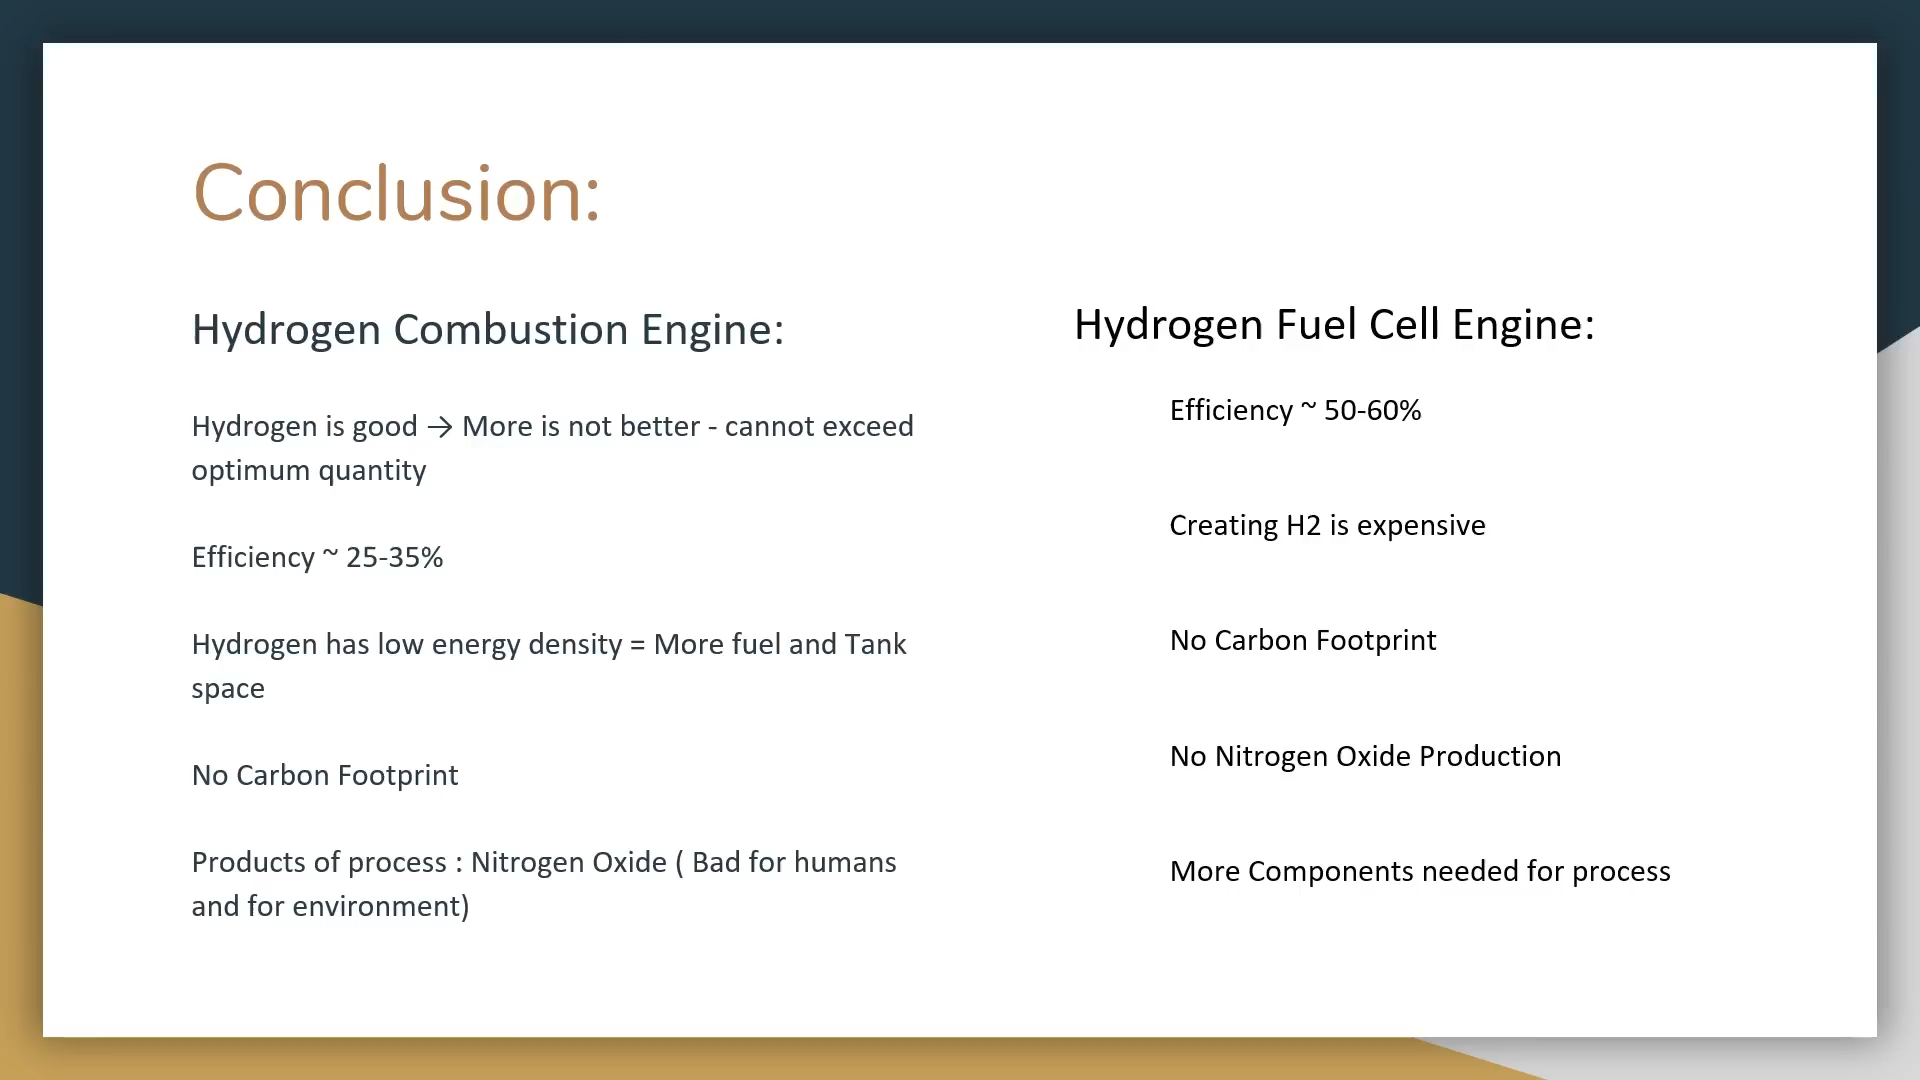 Conclusion:
Hydrogen Combustion Engine:
Hydrogen is good → More is not better - cannot exceed
optimum quantity
Efficiency ~ 25-35%
Hydrogen has low energy density = More fuel and Tank
space
No Carbon Footprint
Products of process : Nitrogen Oxide ( Bad for humans
and for environment)
Hydrogen Fuel Cell Engine:
Efficiency ~ 50-60%
Creating H2 is expensive
No Carbon Footprint
No Nitrogen Oxide Production
More Components needed for process